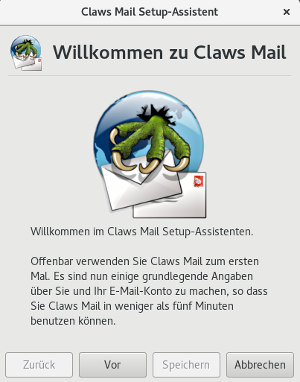 Claws Mail Setup-Assistent
Willkommen zu Claws Mail
Willkommen im Claws Mail Setup-Assistenten.
Offenbar verwenden Sie Claws Mail zum ersten
Mal. Es sind nun einige grundlegende Angaben
über Sie und Ihr E-Mail-Konto zu machen, so dass
Sie Claws Mail in weniger als fünf Minuten
benutzen können.
Zurück Vor Speichern Abbrechen